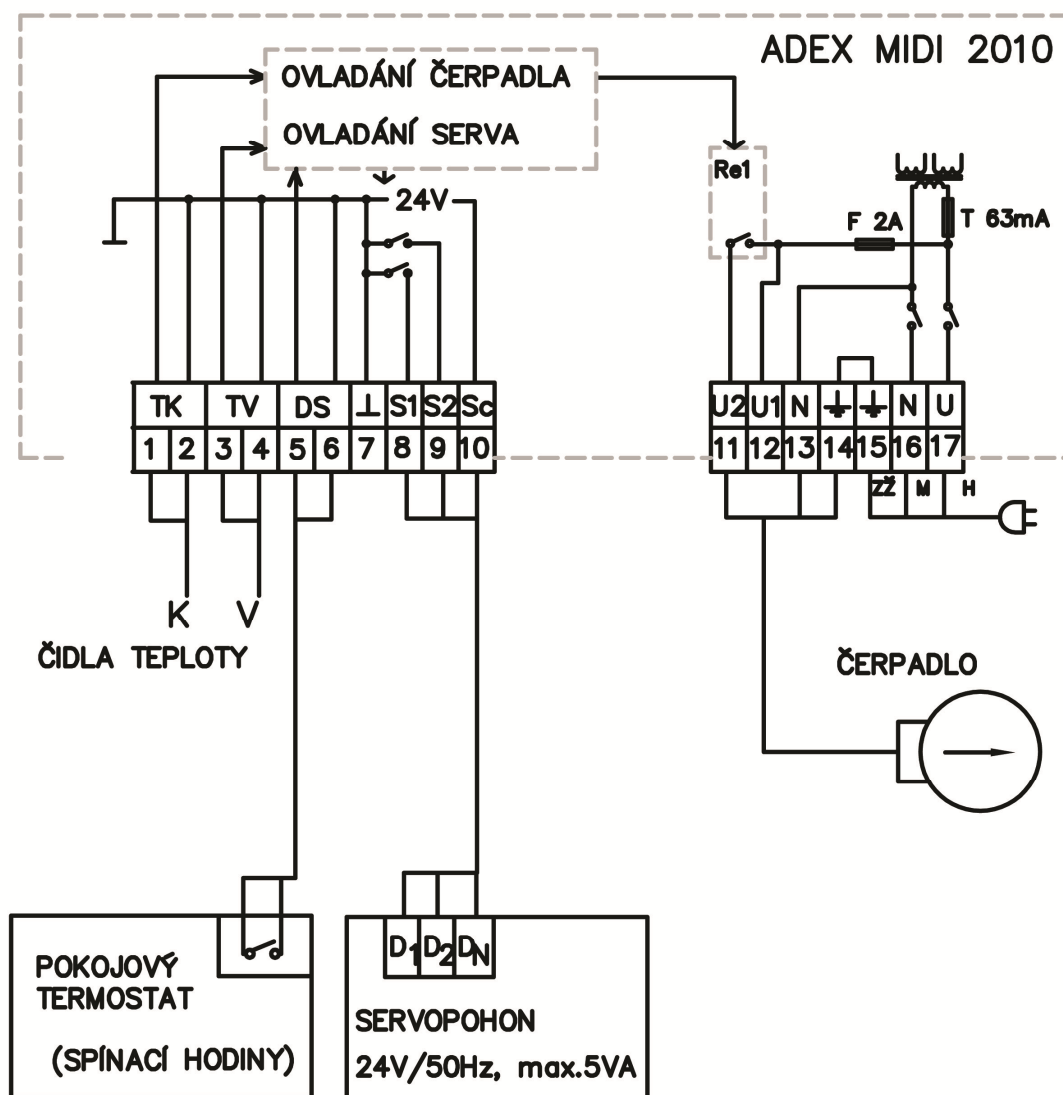 ADEX MIDI 2010
OVLADÁNÍ ČERPADLA
OVLADÁNÍ SERVA
Re1
24V
F 2A
T 63mA
TK TV DS ⊥ S1 S2 Sc
1 2 3 4 5 6 7 8 9 10
U2 U1 N ⏚ ⏚ N U
11 12 13 14 15 16 17
ZŽ M H
K V
ČIDLA TEPLOTY
ČERPADLO
D1 D2 DN
POKOJOVÝ
TERMOSTAT
(SPÍNACÍ HODINY)
SERVOPOHON
24V/50Hz, max.5VA